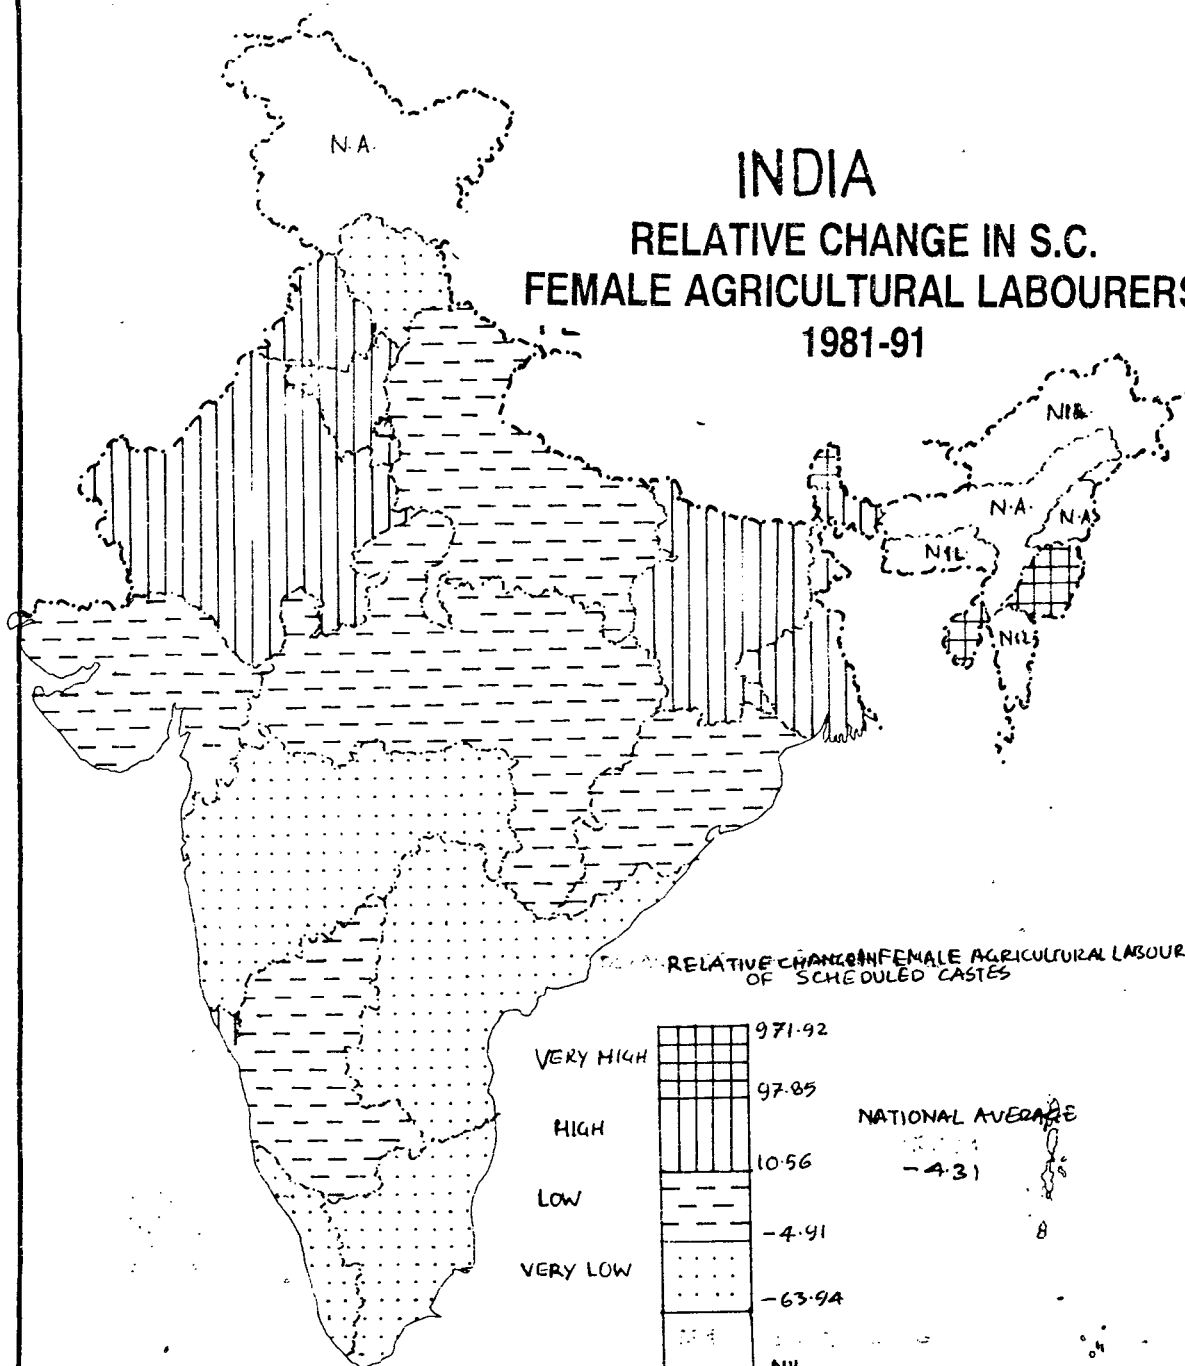 N.A.
INDIA
RELATIVE CHANGE IN S.C.
FEMALE AGRICULTURAL LABOURERS
1981-91
NIL
N.A.
N.A
NIL
NIL
RELATIVE CHANGE IN FEMALE AGRICULTURAL LABOUR
OF SCHEDULED CASTES
971.92
VERY HIGH
97.85
HIGH
10.56
LOW
-4.91
VERY LOW
-63.94
NIL
NATIONAL AVERAGE
-4.31